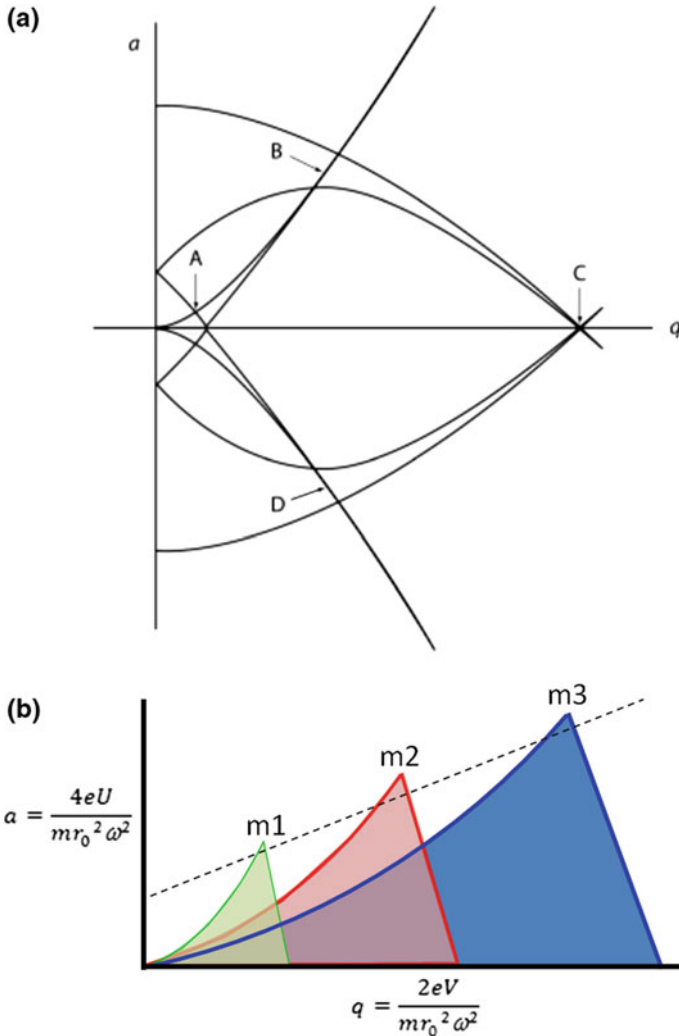 (a)
a
B
A
C
q
D
(b)
m3
m2
m1
a = 4eU / mr₀²ω²
q = 2eV / mr₀²ω²